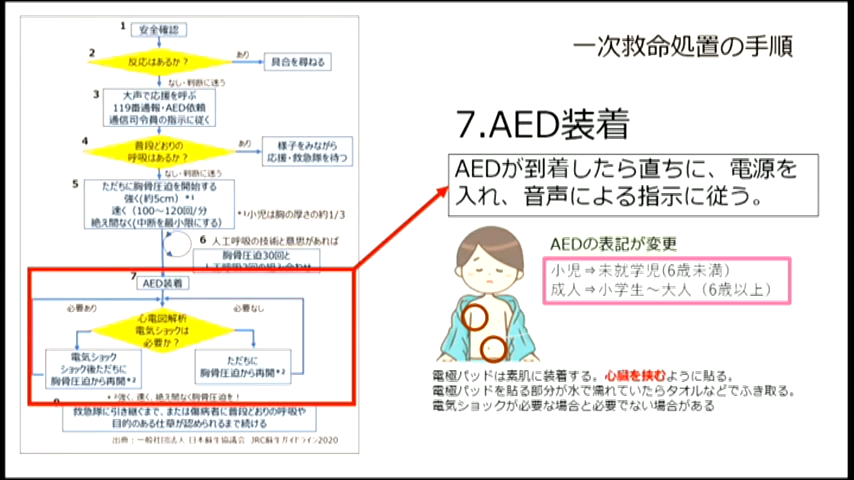 一次救命処置の手順
1 安全確認
2 反応はあるか？
あり
具合を尋ねる
なし・判断に迷う
3 大声で応援を呼ぶ
119番通報・AED依頼
通信司令員の指示に従う
4 普段どおりの
呼吸はあるか？
あり
様子をみながら
応援・救急隊を待つ
なし・判断に迷う
5 ただちに胸骨圧迫を開始する
強く(約5cm）*¹
速く（100～120回/分
絶え間なく(中断を最小限にする）
*¹小児は胸の厚さの約1/3
6 人工呼吸の技術と意思があれば
胸骨圧迫30回と
人工呼吸2回の組み合わせ
7 AED装着
必要あり
必要なし
心電図解析
電気ショックは
必要か？
電気ショック
ショック後ただちに
胸骨圧迫から再開*²
ただちに
胸骨圧迫から再開*²
*²強く、速く、絶え間なく胸骨圧迫を！
救急隊に引き継ぐまで、または傷病者に普段どおりの呼吸や
目的のある仕草が認められるまで続ける
出典：一般社団法人 日本蘇生協議会 JRC蘇生ガイドライン2020
7.AED装着
AEDが到着したら直ちに、電源を
入れ、音声による指示に従う。
AEDの表記が変更
小児⇒未就学児(6歳未満)
成人⇒小学生～大人（6歳以上）
電極パッドは素肌に装着する。心臓を挟むように貼る。
電極パッドを貼る部分が水で濡れていたらタオルなどでふき取る。
電気ショックが必要な場合と必要でない場合がある